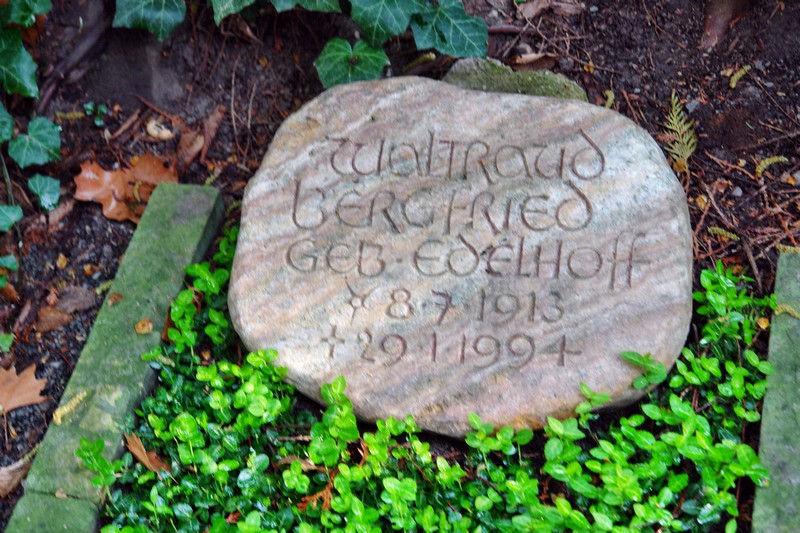 WALTRAUD
BERGFRIED
GEB · EDELHOFF
* 8·7·1913
† 29·1·1994